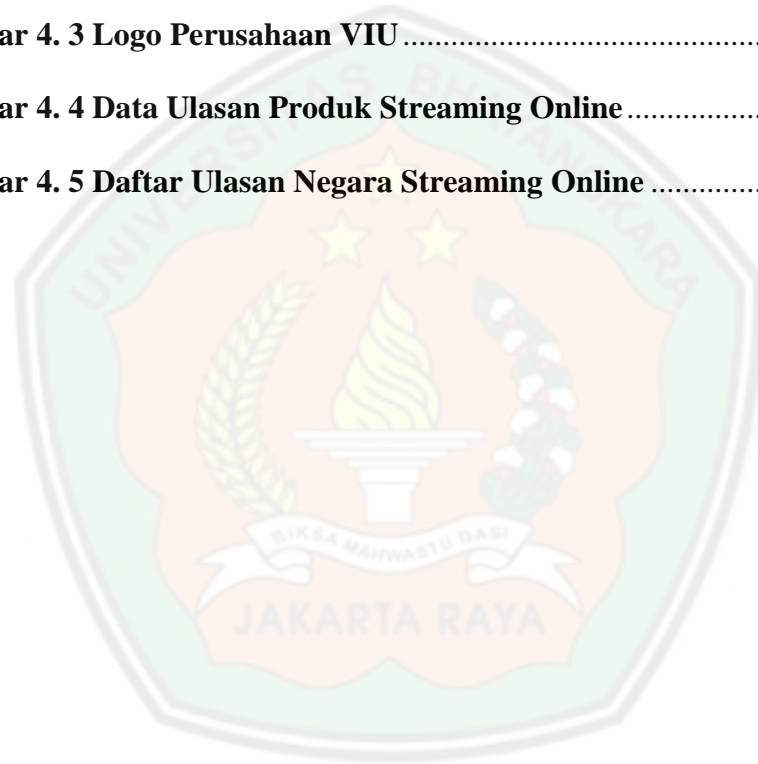 ar 4. 3 Logo Perusahaan VIU....................................................
ar 4. 4 Data Ulasan Produk Streaming Online...................
ar 4. 5 Daftar Ulasan Negara Streaming Online................
UNIVERSITAS BHAYANGKARA
BIKSA MAHWASTU DASI
JAKARTA RAYA